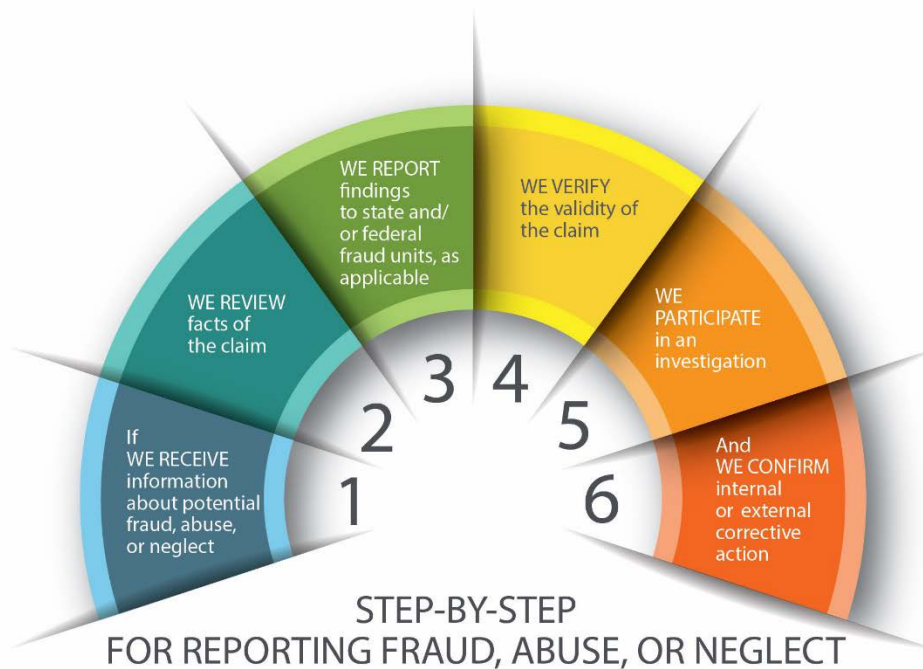 If
WE RECEIVE
information
about potential
fraud, abuse,
or neglect
1
WE REVIEW
facts of
the claim
2
WE REPORT
findings
to state and/
or federal
fraud units, as
applicable
3
WE VERIFY
the validity of
the claim
4
WE
PARTICIPATE
in an
investigation
5
And
WE CONFIRM
internal
or external
corrective
action
6
STEP-BY-STEP
FOR REPORTING FRAUD, ABUSE, OR NEGLECT